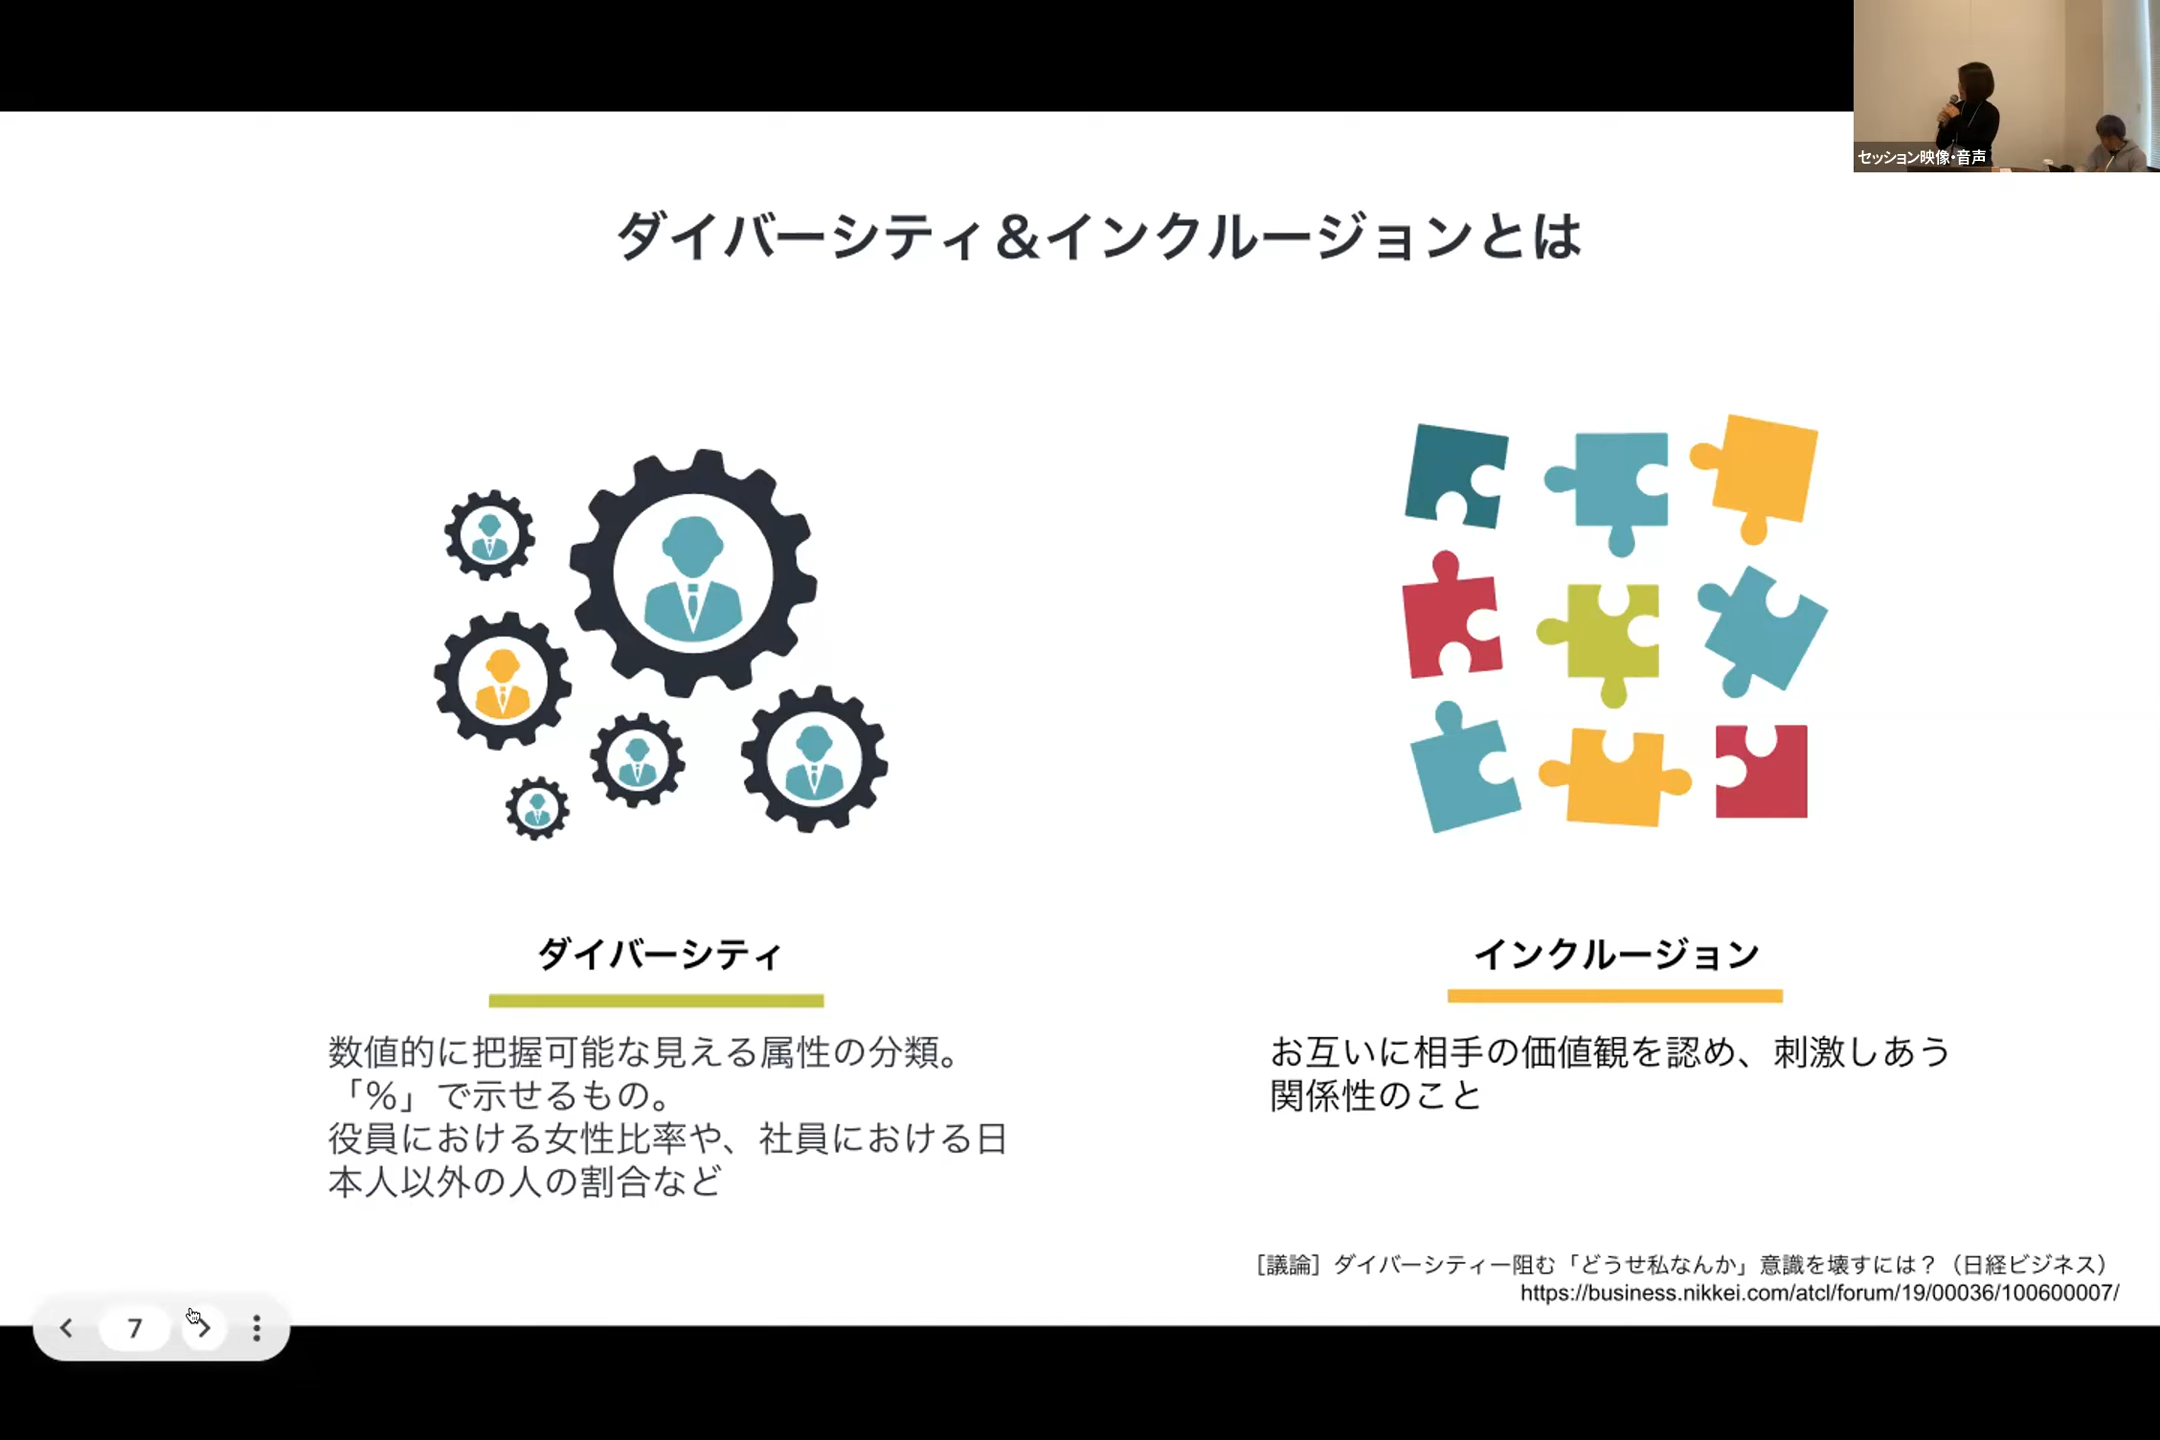 セッション映像・音声
ダイバーシティ&インクルージョンとは
ダイバーシティ
数値的に把握可能な見える属性の分類。
「%」で示せるもの。
役員における女性比率や、社員における日
本人以外の人の割合など
インクルージョン
お互いに相手の価値観を認め、刺激しあう
関係性のこと
[議論] ダイバーシティー阻む「どうせ私なんか」意識を壊すには?(日経ビジネス)
https://business.nikkei.com/atcl/forum/19/00036/100600007/
7